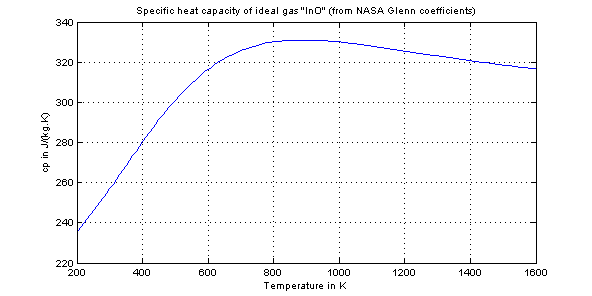 Specific heat capacity of ideal gas "InO" (from NASA Glenn coefficients)
340
320
300
280
260
240
220
cp in J/(kg.K)
200 400 600 800 1000 1200 1400 1600
Temperature in K